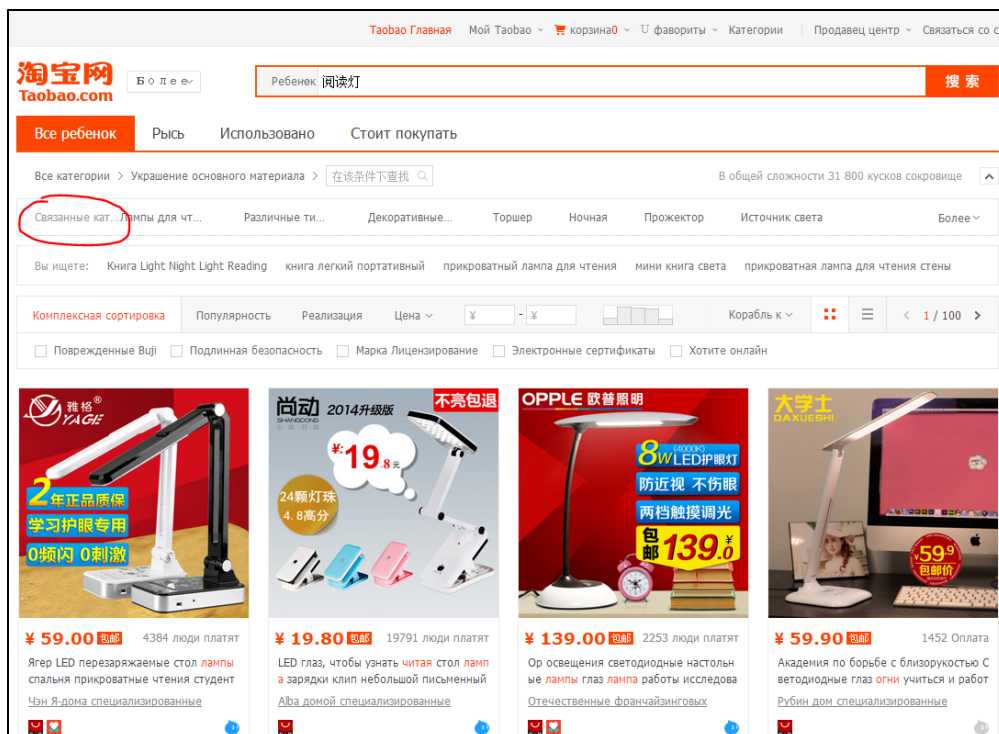 Taobao Главная Мой Taobao корзина0 фавориты Категории Продавец центр Связаться со с
淘宝网
Taobao.com
Более
Ребенок 阅读灯 搜 索
Все ребенок Рысь Использовано Стоит покупать
Все категории > Украшение основного материала > 在该条件下查找 В общей сложности 31 800 кусков сокровище
Связанные кат... Лампы для чт... Различные ти... Декоративные... Торшер Ночная Прожектор Источник света Более
Вы ищете: Книга Light Night Light Reading книга легкий портативный прикроватный лампа для чтения мини книга света прикроватная лампа для чтения стены
Комплексная сортировка Популярность Реализация Цена ¥ - ¥ Корабль к < 1 / 100 >
Поврежденные Buji Подлинная безопасность Марка Лицензирование Электронные сертификаты Хотите онлайн
雅格®
YAGE
2年正品质保
学习护眼专用
0频闪 0刺激
尚动 2014升级版
SHANGDONG
不亮包退
¥:19.8元
24颗灯珠
4.8高分
OPPLE 欧普照明
8W(4000K)LED护眼灯
防近视 不伤眼
两档触摸调光
包邮 139.0¥
大学士
DAXUESHI
¥59.9
包邮价
¥ 59.00 包邮 4384 люди платят
Ягер LED перезаряжаемые стол лампы
спальня прикроватные чтения студент
Чэн Я-дома специализированные
¥ 19.80 包邮 19791 люди платят
LED глаз, чтобы узнать читая стол ламп
а зарядки клип небольшой письменный
Alba домой специализированные
¥ 139.00 包邮 2253 люди платят
Ор освещения светодиодные настольн
ые лампы глаз лампа работы исследова
Отечественные франчайзинговых
¥ 59.90 包邮 1452 Оплата
Академия по борьбе с близорукостью С
ветодиодные глаз огни учиться и работ
Рубин дом специализированные